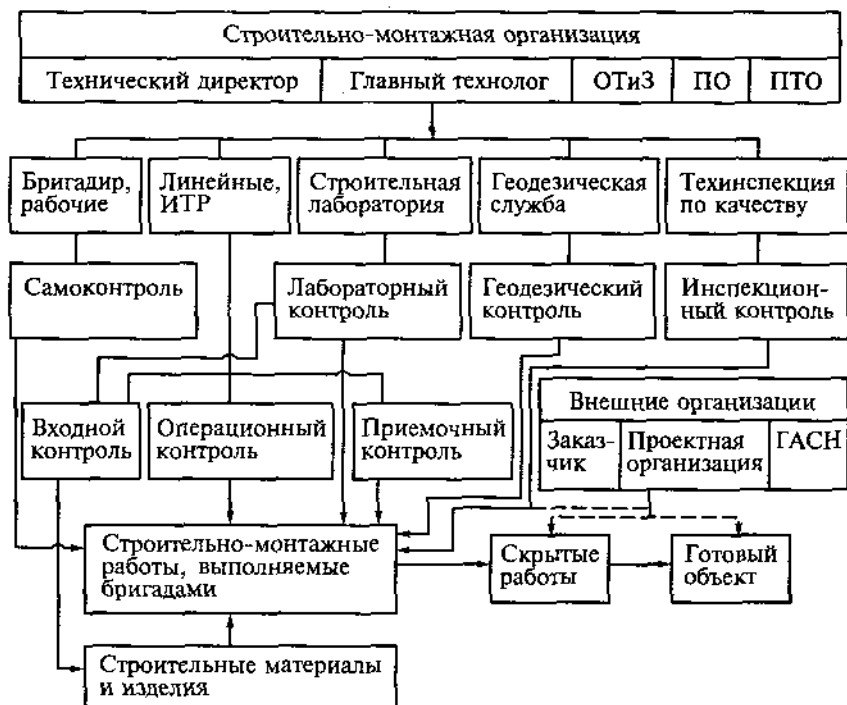 Строительно-монтажная организация
Технический директор Главный технолог ОТиЗ ПО ПТО
Бригадир,
рабочие
Линейные,
ИТР
Строительная
лаборатория
Геодезическая
служба
Техинспекция
по качеству
Самоконтроль
Лабораторный
контроль
Геодезический
контроль
Инспекцион-
ный контроль
Входной
контроль
Операционный
контроль
Приемочный
контроль
Внешние организации
Заказ-
чик
Проектная
организация
ГАСН
Строительно-монтажные
работы, выполняемые
бригадами
Скрытые
работы
Готовый
объект
Строительные материалы
и изделия